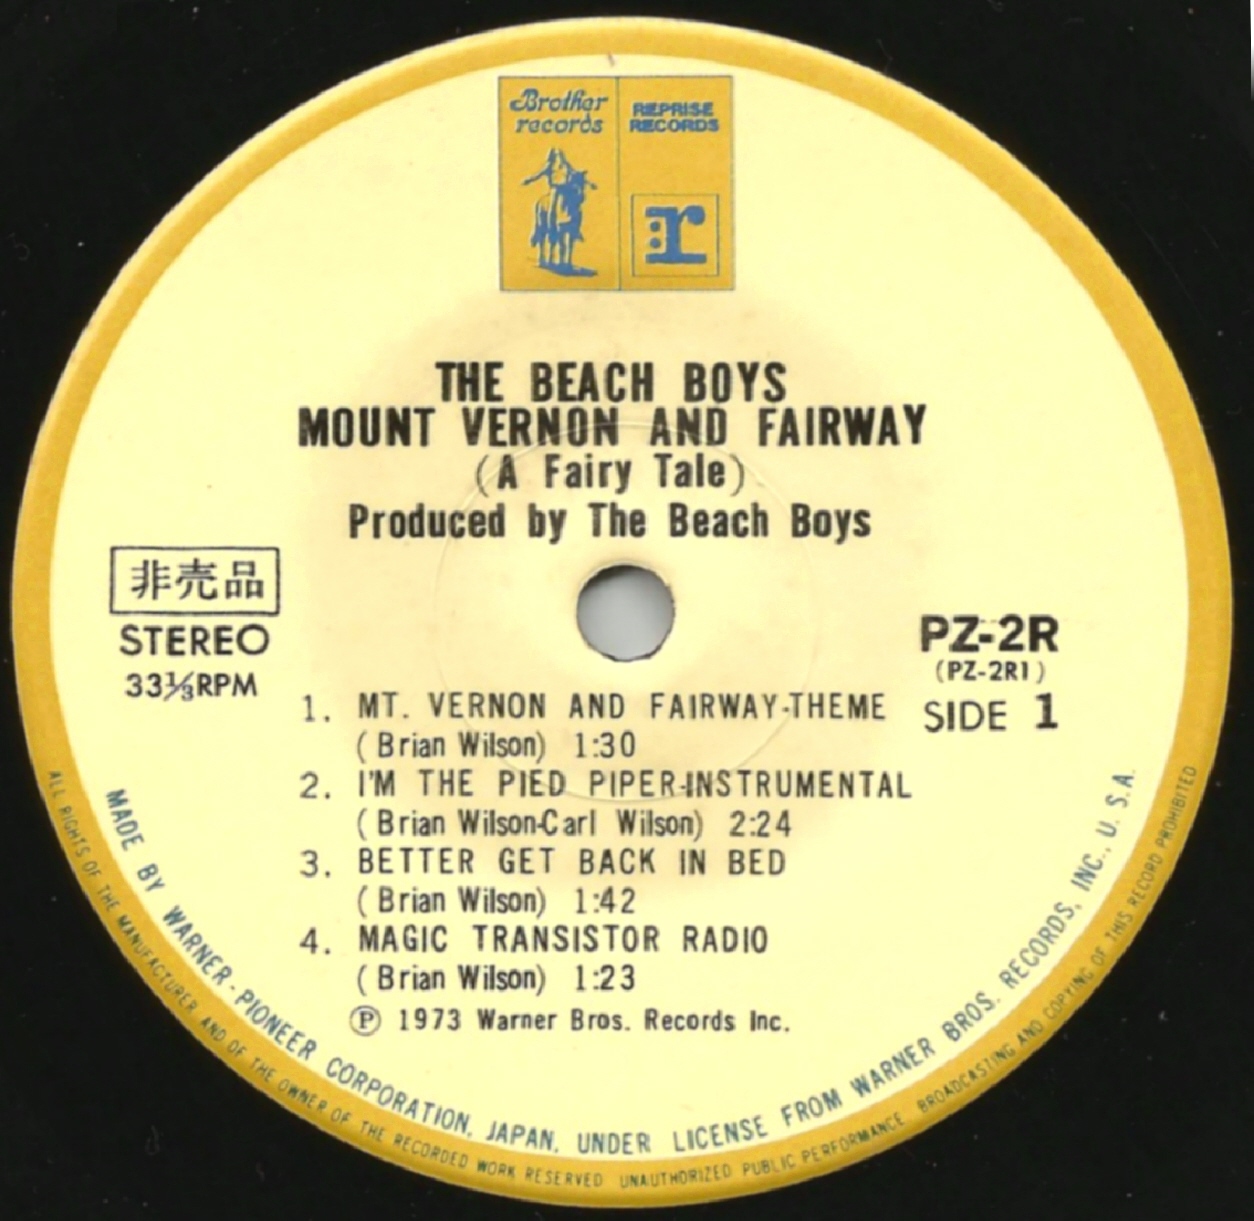 Brother
records
REPRISE
RECORDS
r
THE BEACH BOYS
MOUNT VERNON AND FAIRWAY
(A Fairy Tale)
Produced by The Beach Boys
非売品
STEREO
33⅓RPM
PZ-2R
(PZ-2R1)
SIDE 1
1. MT. VERNON AND FAIRWAY-THEME
(Brian Wilson) 1:30
2. I'M THE PIED PIPER-INSTRUMENTAL
(Brian Wilson-Carl Wilson) 2:24
3. BETTER GET BACK IN BED
(Brian Wilson) 1:42
4. MAGIC TRANSISTOR RADIO
(Brian Wilson) 1:23
Ⓟ 1973 Warner Bros. Records Inc.
MADE BY WARNER-PIONEER CORPORATION, JAPAN, UNDER LICENSE FROM WARNER BROS. RECORDS, INC., U.S.A.
ALL RIGHTS OF THE MANUFACTURER AND OF THE OWNER OF THE RECORDED WORK RESERVED UNAUTHORIZED PUBLIC PERFORMANCE BROADCASTING AND COPYING OF THIS RECORD PROHIBITED